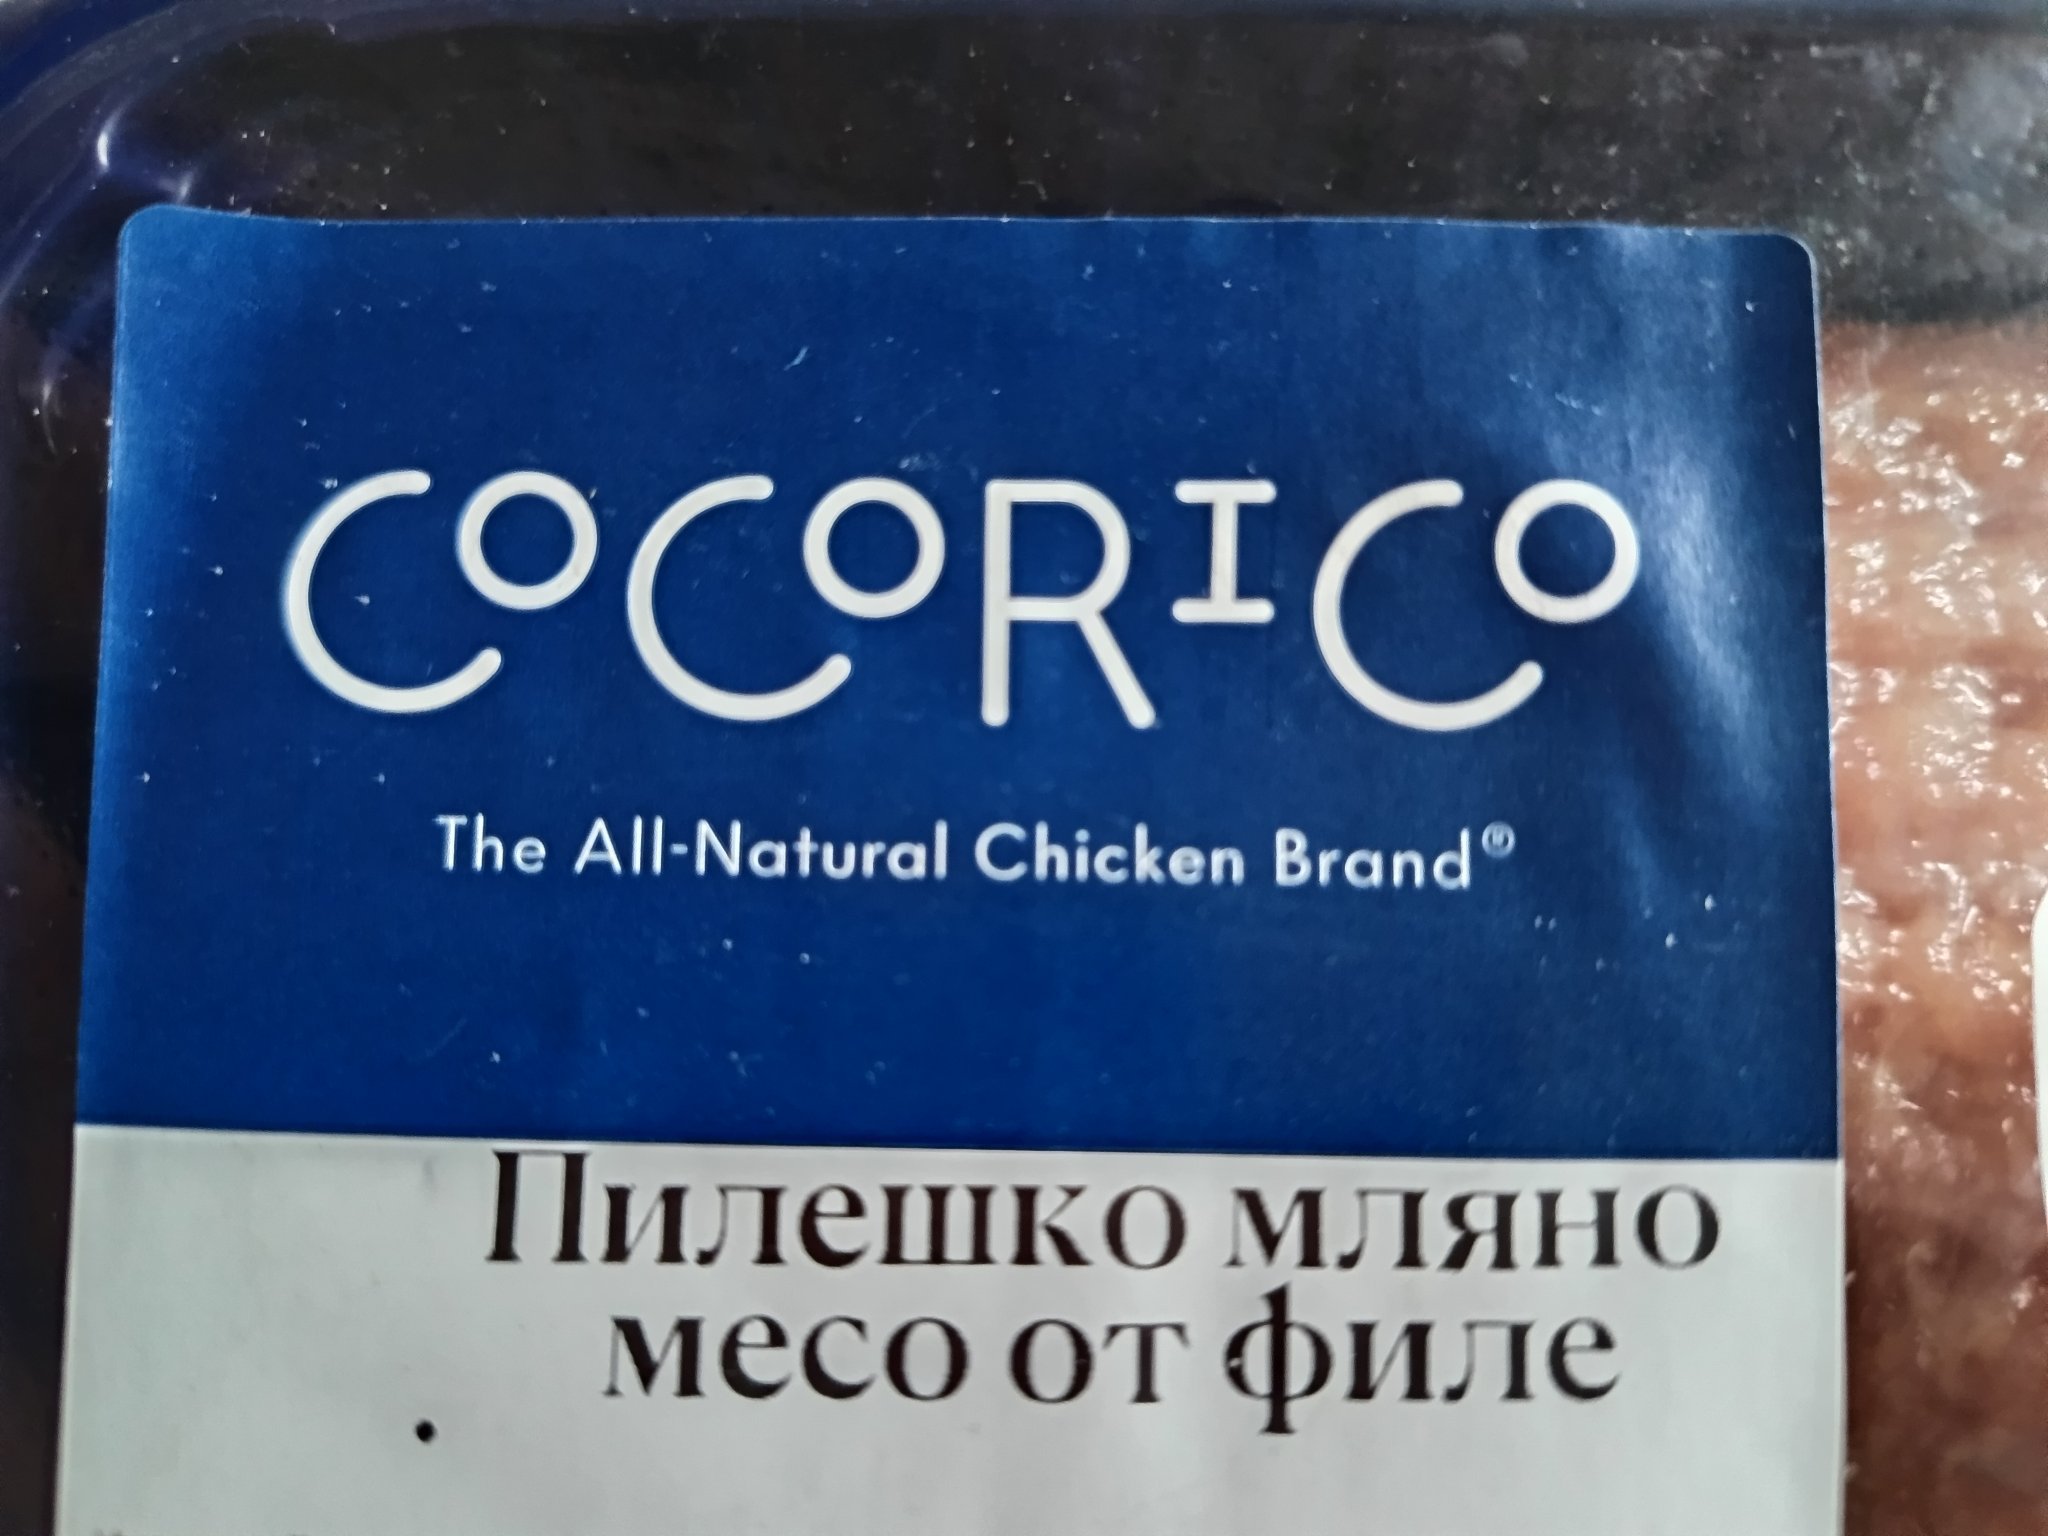 COCORICO
The All-Natural Chicken Brand®
Пилешко мляно
месо от филе